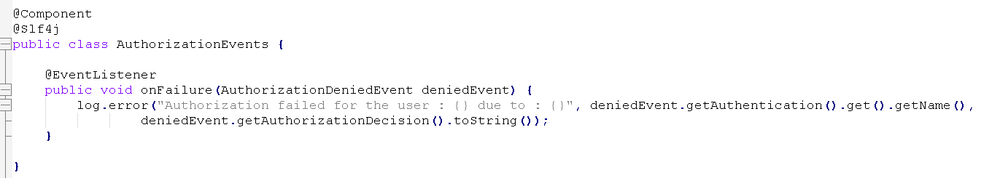 @Component
@Slf4j
public class AuthorizationEvents {
@EventListener
public void onFailure(AuthorizationDeniedEvent deniedEvent) {
log.error("Authorization failed for the user : {} due to : {}", deniedEvent.getAuthentication().get().getName(),
deniedEvent.getAuthorizationDecision().toString());
}
}